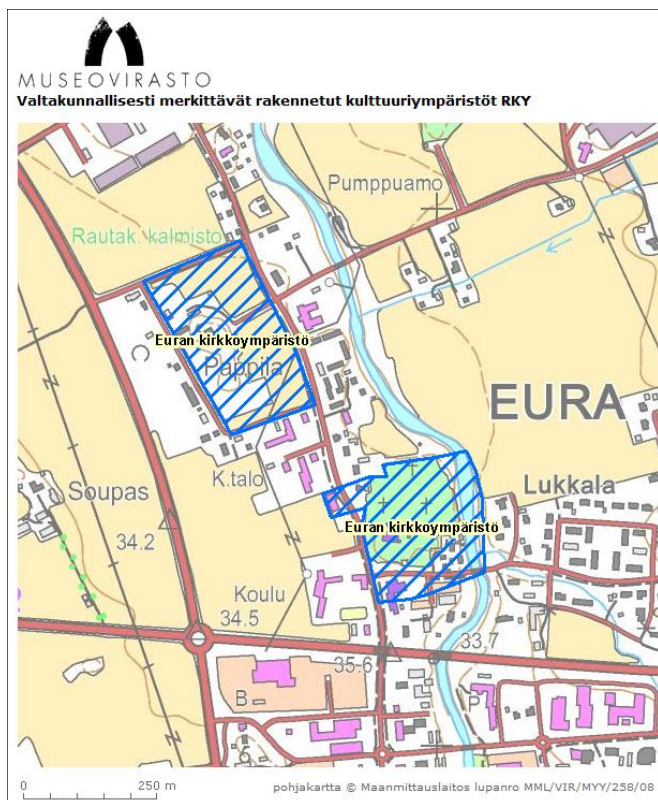 MUSEOVIRASTO
Valtakunnallisesti merkittävät rakennetut kulttuuriympäristöt RKY
Pumppuamo
Rautak. kalmisto
Euran kirkkoympäristö
Pappila
EURA
K.talo
Soupas
Lukkala
Euran kirkkoympäristö
34.2
Koulu
34.5
33.7
35.6
B
P
0 250 m
pohjakartta © Maanmittauslaitos lupanro MML/VIR/MYY/258/08